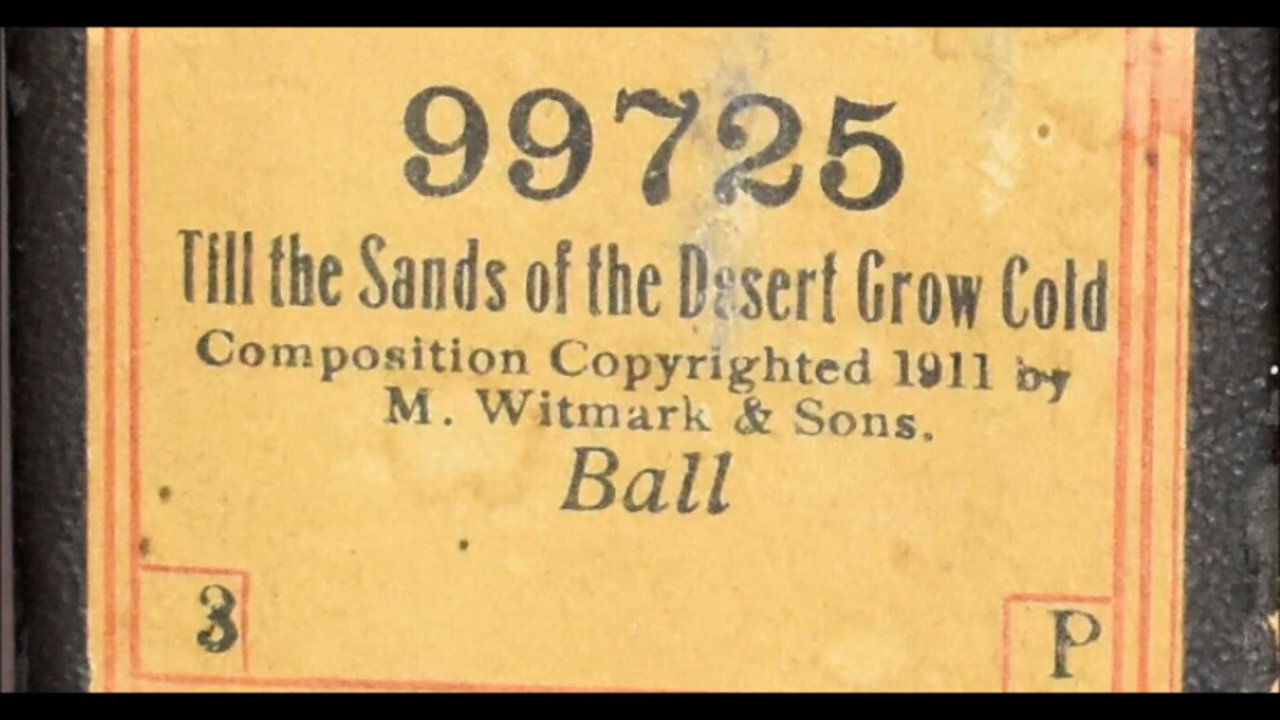 99725
Till the Sands of the Desert Grow Cold
Composition Copyrighted 1911 by
M. Witmark & Sons.
Ball
3
P